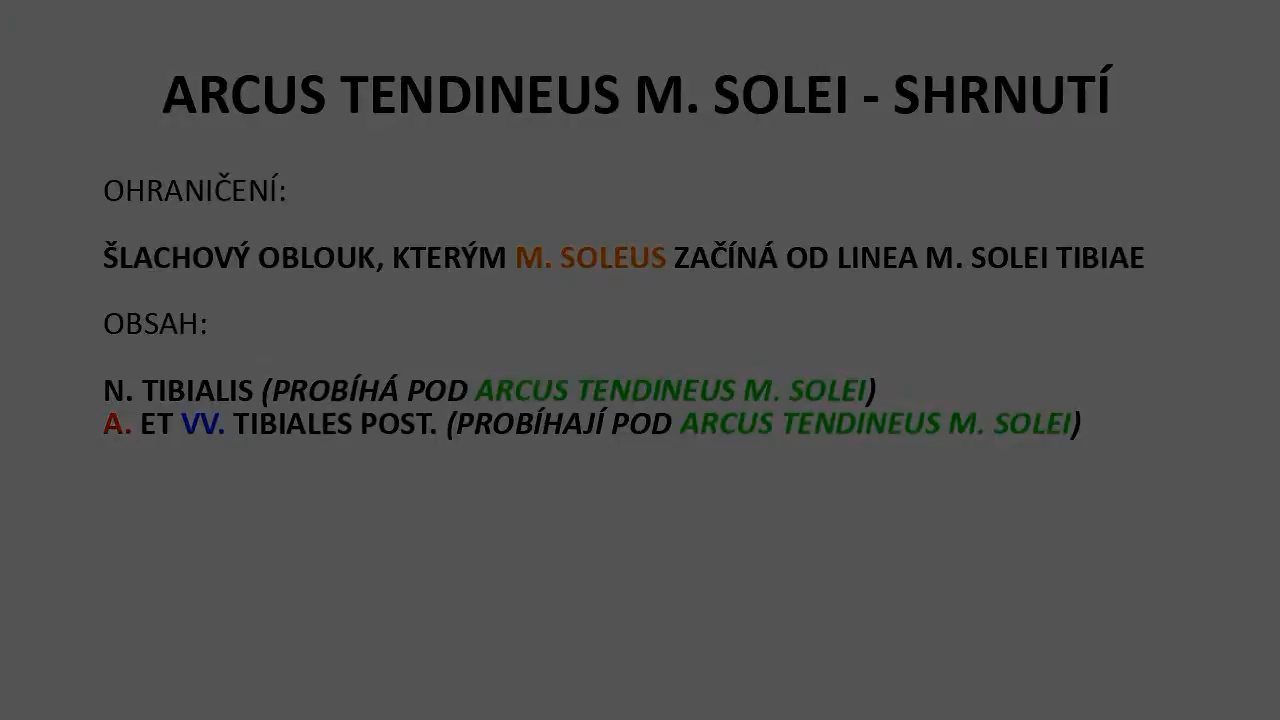 ARCUS TENDINEUS M. SOLEI - SHRNUTÍ
OHRANIČENÍ:
ŠLACHOVÝ OBLOUK, KTERÝM M. SOLEUS ZAČÍNÁ OD LINEA M. SOLEI TIBIAE
OBSAH:
N. TIBIALIS (PROBÍHÁ POD ARCUS TENDINEUS M. SOLEI)
A. ET VV. TIBIALES POST. (PROBÍHAJÍ POD ARCUS TENDINEUS M. SOLEI)